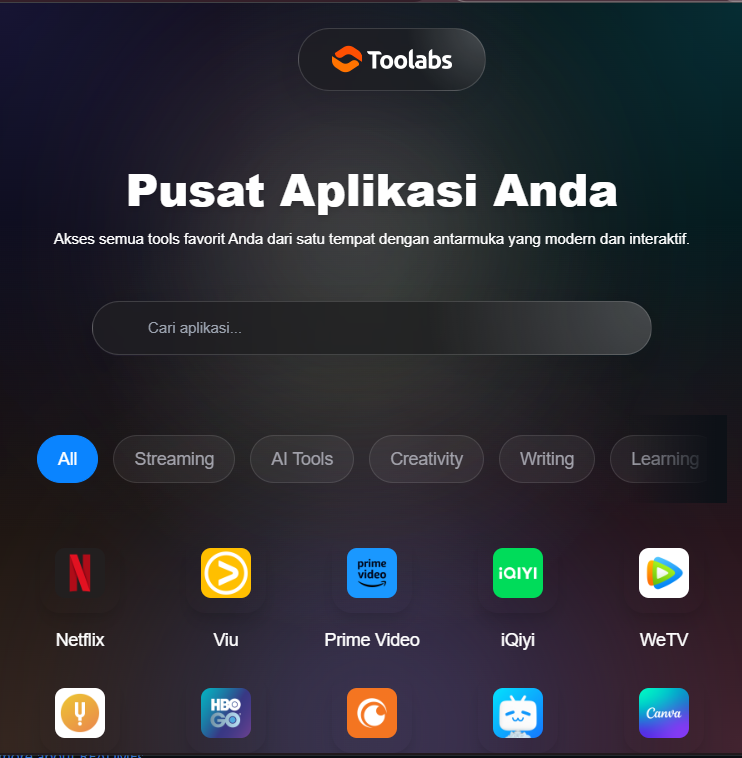 Toolabs
Pusat Aplikasi Anda
Akses semua tools favorit Anda dari satu tempat dengan antarmuka yang modern dan interaktif.
Cari aplikasi...
All Streaming AI Tools Creativity Writing Learning
N prime video iQIYI
Netflix Viu Prime Video iQiyi WeTV
HBO GO Canva
more about